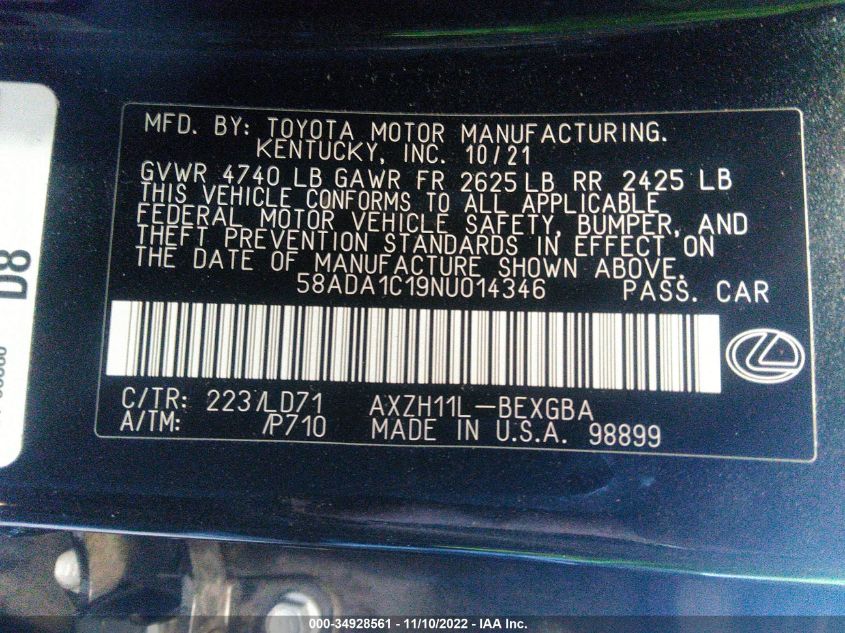 MFD. BY: TOYOTA MOTOR MANUFACTURING.
KENTUCKY, INC. 10/21
GVWR 4740 LB GAWR FR 2625 LB RR 2425 LB
THIS VEHICLE CONFORMS TO ALL APPLICABLE
FEDERAL MOTOR VEHICLE SAFETY, BUMPER, AND
THEFT PREVENTION STANDARDS IN EFFECT ON
THE DATE OF MANUFACTURE SHOWN ABOVE.
58ADA1C19NU014346 PASS. CAR
C/TR: 223/LD71 AXZH11L-BEXGBA
A/TM: /P710 MADE IN U.S.A. 98899
D8
000-34928561 — 11/10/2022 — IAA Inc.